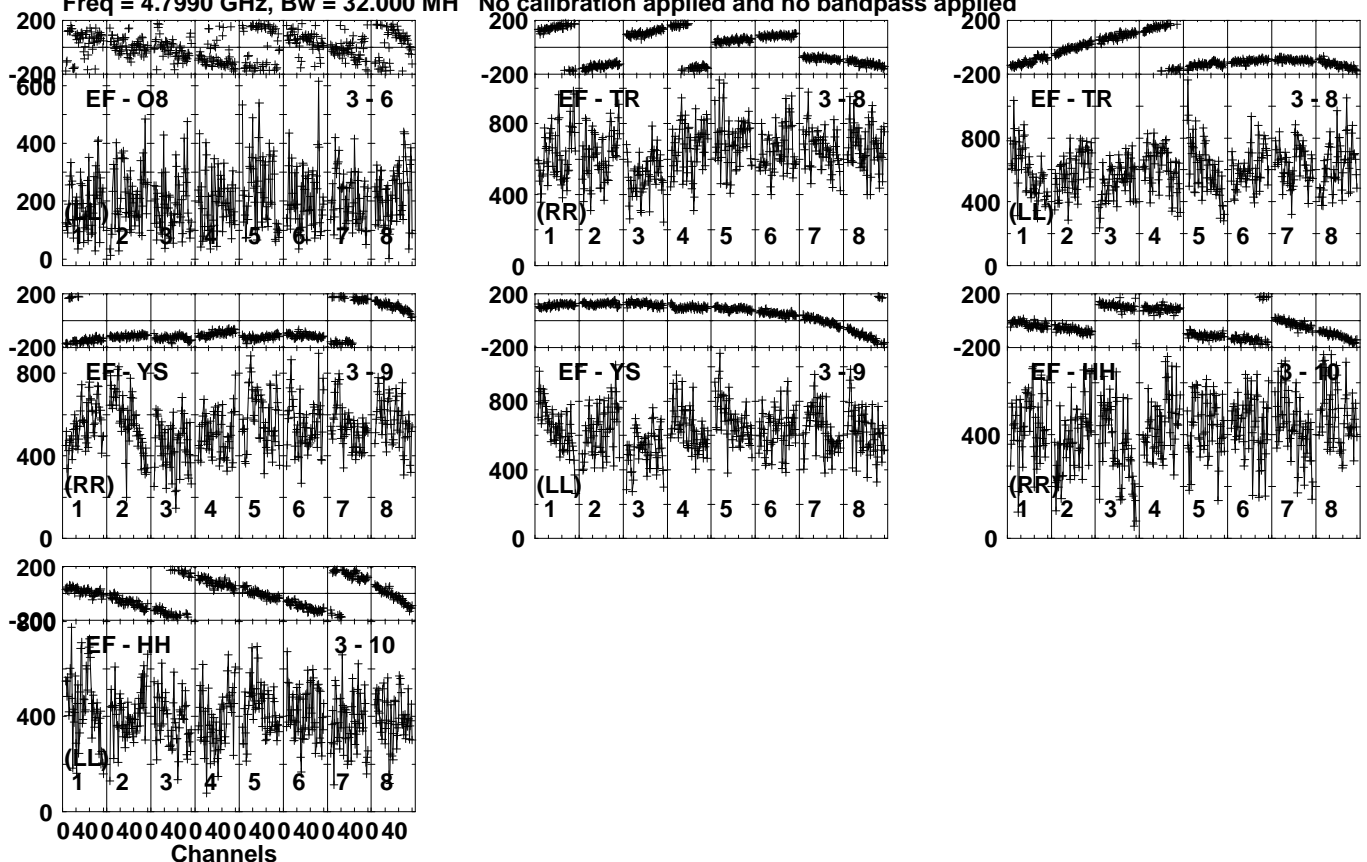 Freq = 4.7990 GHz, Bw = 32.000 MH No calibration applied and no bandpass applied
200
-200
600
400
200
0
EF - O8 3 - 6
(LL)
1 2 3 4 5 6 7 8
200
-200
800
400
0
EF - TR 3 - 8
(RR)
1 2 3 4 5 6 7 8
200
-200
800
400
0
EF - TR 3 - 8
(LL)
1 2 3 4 5 6 7 8
200
-200
800
400
0
EF - YS 3 - 9
(RR)
1 2 3 4 5 6 7 8
200
-200
800
400
0
EF - YS 3 - 9
(LL)
1 2 3 4 5 6 7 8
200
-200
400
0
EF - HH 3 - 10
(RR)
1 2 3 4 5 6 7 8
200
-200
800
400
0
EF - HH 3 - 10
(LL)
1 2 3 4 5 6 7 8
0 40 0 40 0 40 0 40 0 40 0 40 0 40 0 40
Channels